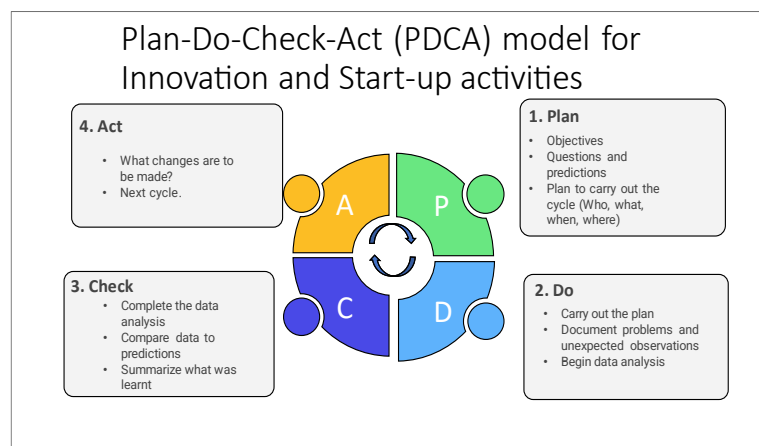 Plan-Do-Check-Act (PDCA) model for
Innovation and Start-up activities
1. Plan
• Objectives
• Questions and
predictions
• Plan to carry out the
cycle (Who, what,
when, where)
2. Do
• Carry out the plan
• Document problems and
unexpected observations
• Begin data analysis
3. Check
• Complete the data
analysis
• Compare data to
predictions
• Summarize what was
learnt
4. Act
• What changes are to
be made?
• Next cycle.
A
P
C
D